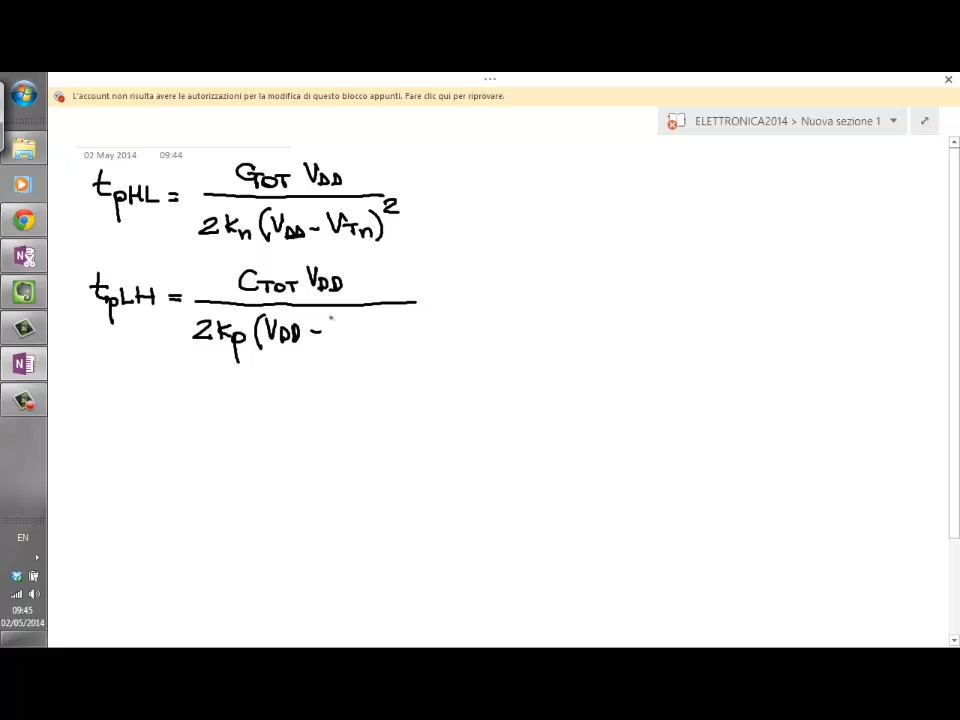 L'account non risulta avere le autorizzazioni per la modifica di questo blocco appunti. Fare clic qui per riprovare.
ELETTRONICA2014 > Nuova sezione 1
02 May 2014 09:44
tpHL = CTOT VDD / 2kn (VDD - VTn)²
tpLH = CTOT VDD / 2kp (VDD -
EN
09:45
02/05/2014